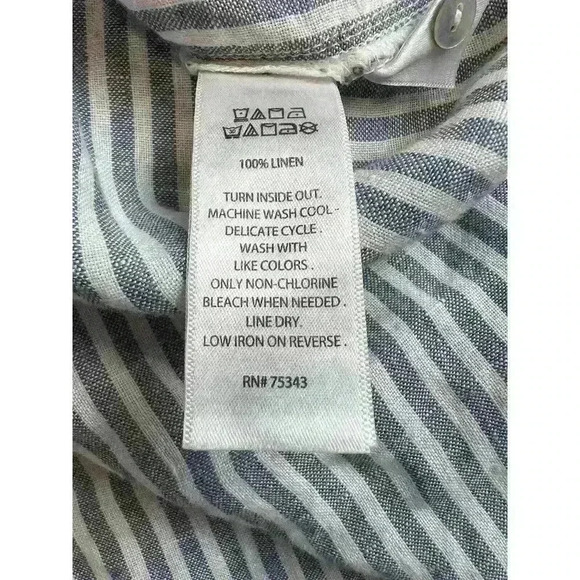 100% LINEN
TURN INSIDE OUT.
MACHINE WASH COOL -
DELICATE CYCLE.
WASH WITH
LIKE COLORS .
ONLY NON-CHLORINE
BLEACH WHEN NEEDED .
LINE DRY.
LOW IRON ON REVERSE .
RN# 75343